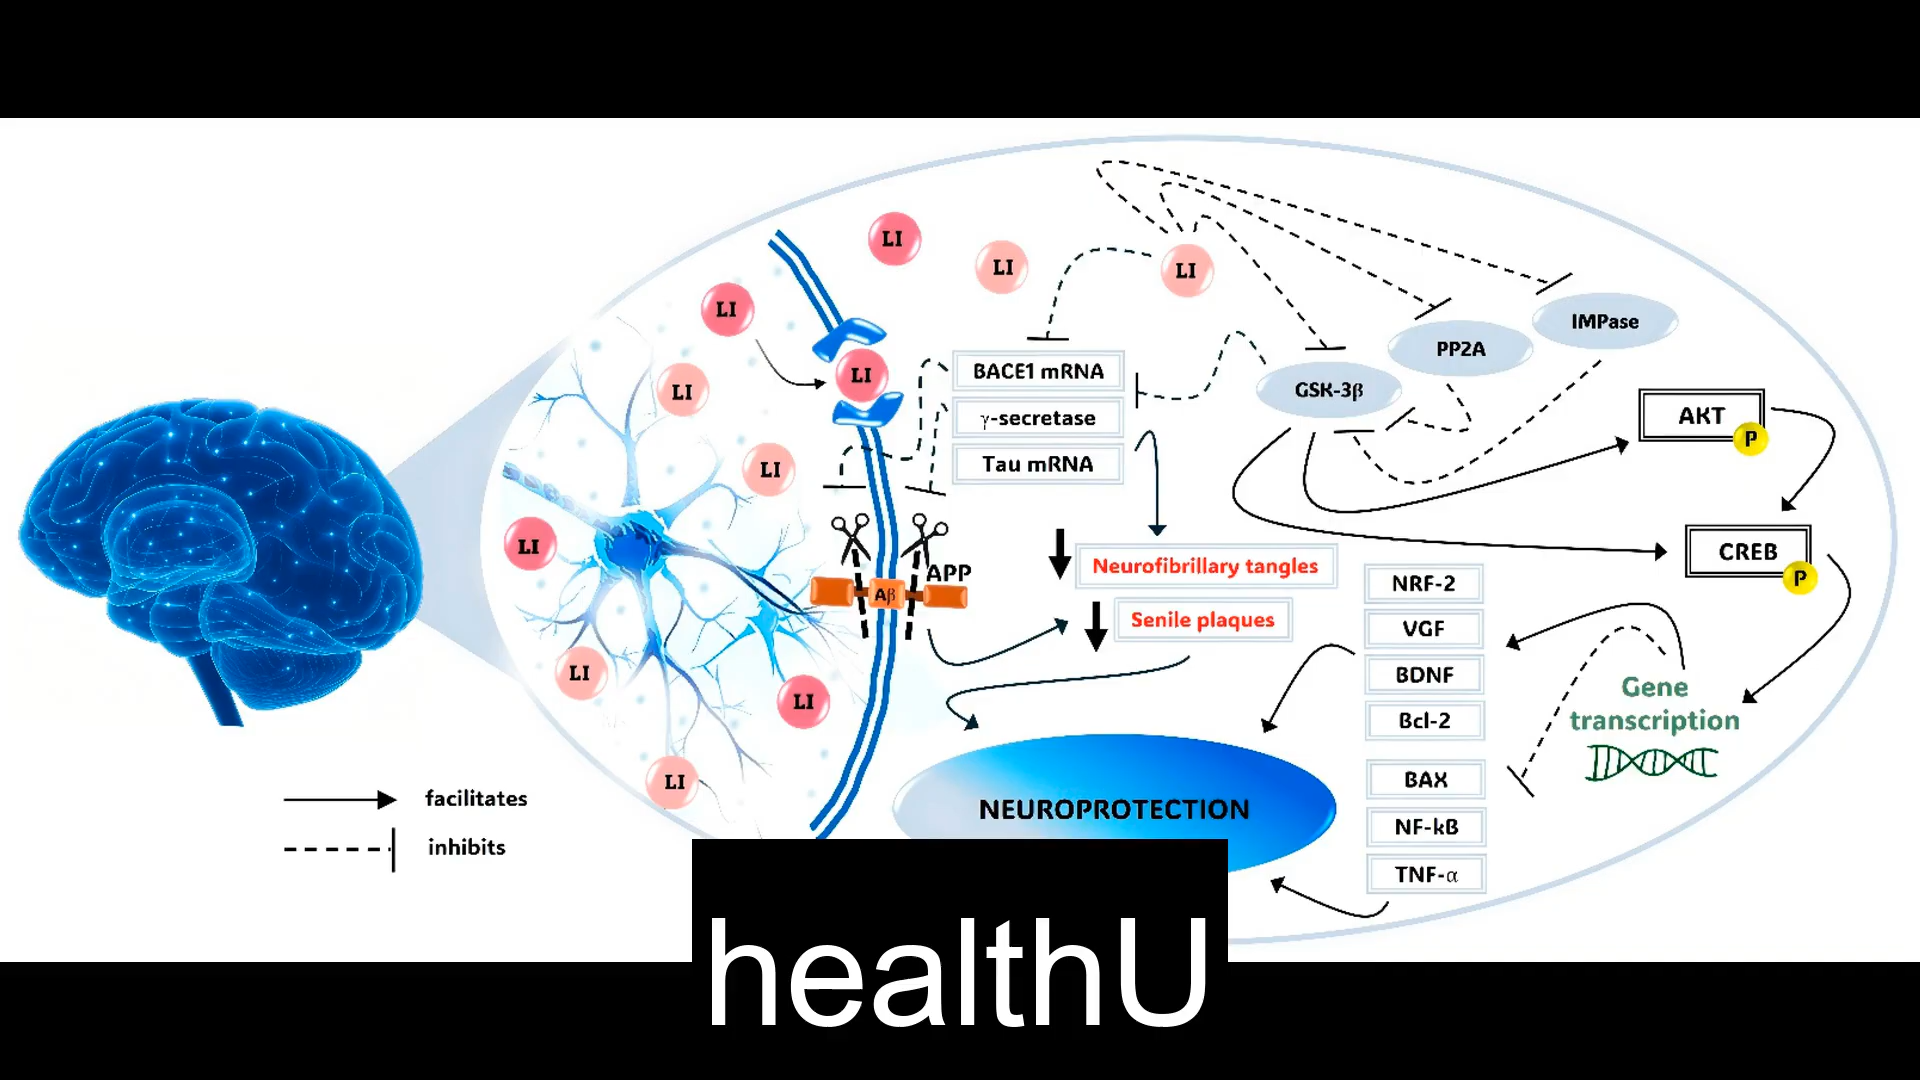 LI
LI
LI
LI
LI
LI
LI
LI
LI
LI
LI
BACE1 mRNA
γ-secretase
Tau mRNA
GSK-3β
PP2A
IMPase
AKT
P
CREB
P
APP
Aβ
Neurofibrillary tangles
Senile plaques
NRF-2
VGF
BDNF
Bcl-2
BAX
NF-kB
TNF-α
Gene
transcription
NEUROPROTECTION
facilitates
inhibits
healthU